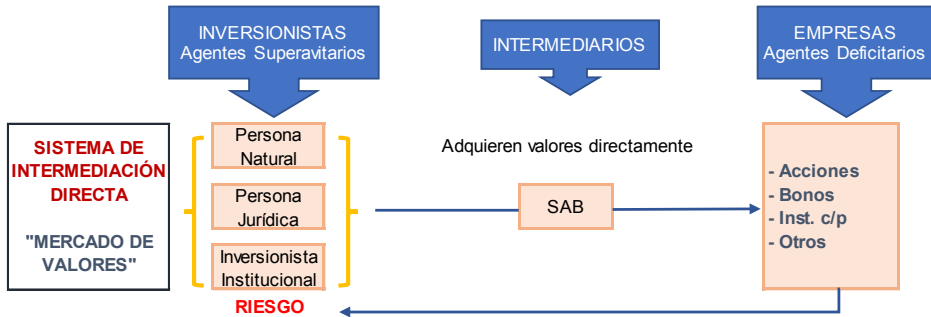 INVERSIONISTAS
Agentes Superavitarios
INTERMEDIARIOS
EMPRESAS
Agentes Deficitarios
SISTEMA DE
INTERMEDIACIÓN
DIRECTA
"MERCADO DE
VALORES"
Persona
Natural
Persona
Jurídica
Inversionista
Institucional
RIESGO
Adquieren valores directamente
SAB
- Acciones
- Bonos
- Inst. c/p
- Otros